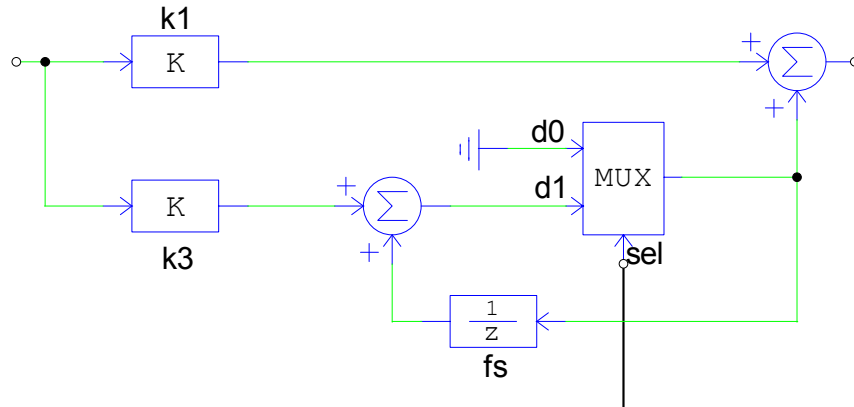 k1
K
+
Σ
+
d0
MUX
d1
K
+
Σ
+
k3
sel
1
z
fs